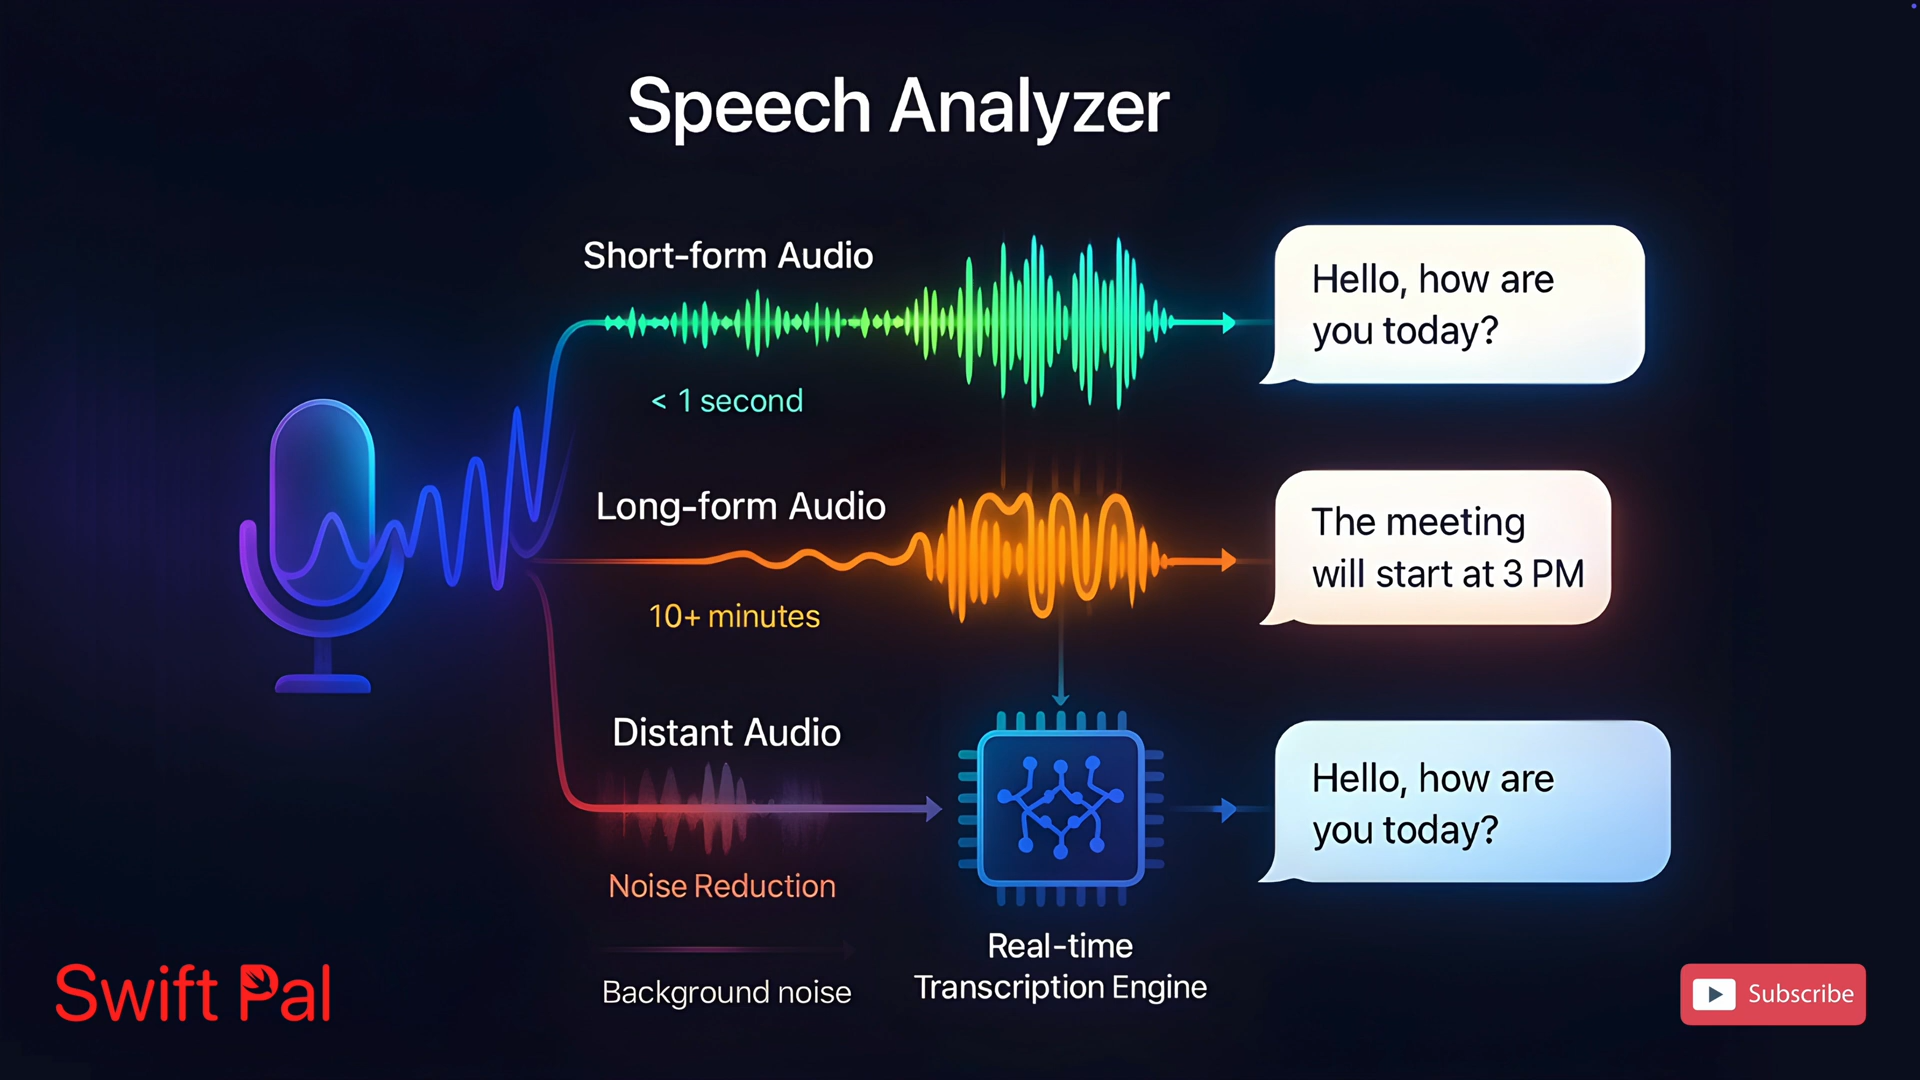 Speech Analyzer
Short-form Audio
< 1 second
Hello, how are
you today?
Long-form Audio
10+ minutes
The meeting
will start at 3 PM
Distant Audio
Noise Reduction
Background noise
Real-time
Transcription Engine
Hello, how are
you today?
Swift Pal
Subscribe